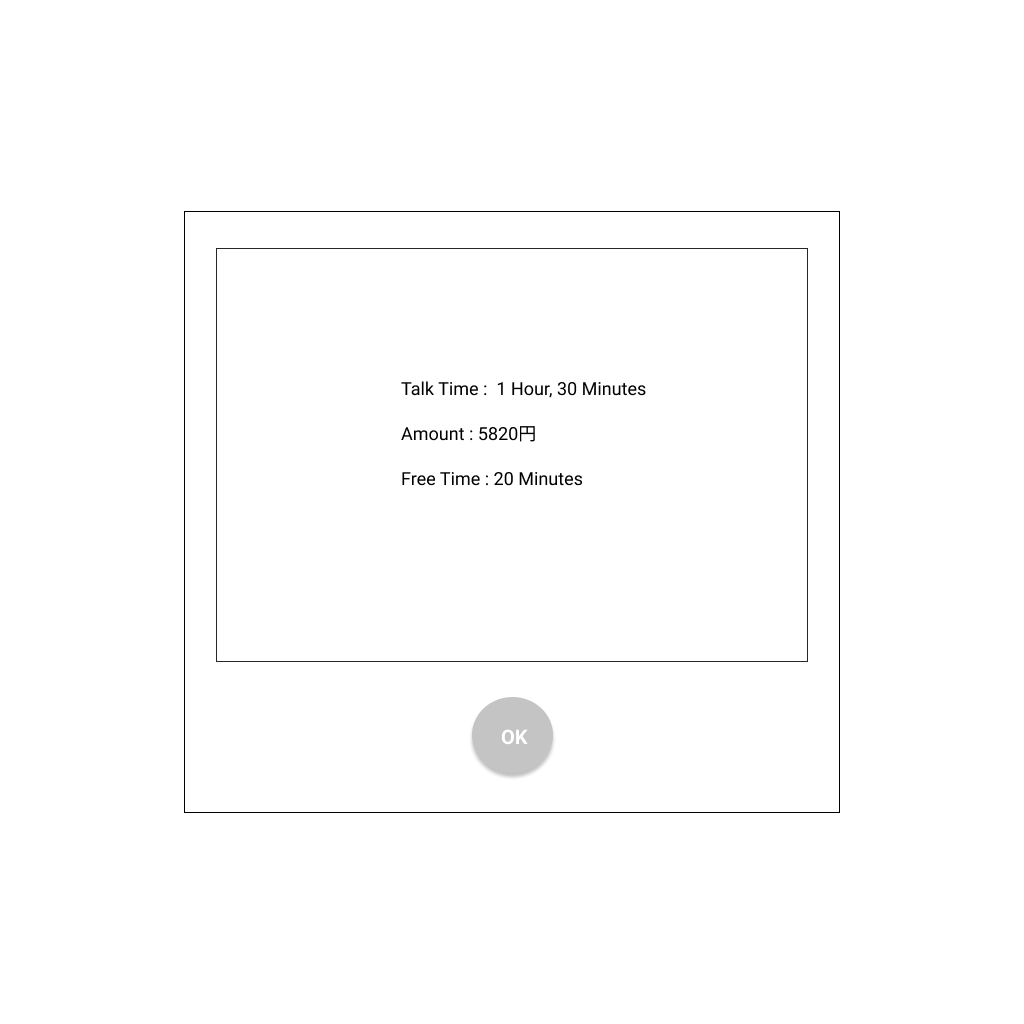 Talk Time :  1 Hour, 30 Minutes
Amount : 5820円
Free Time : 20 Minutes
OK